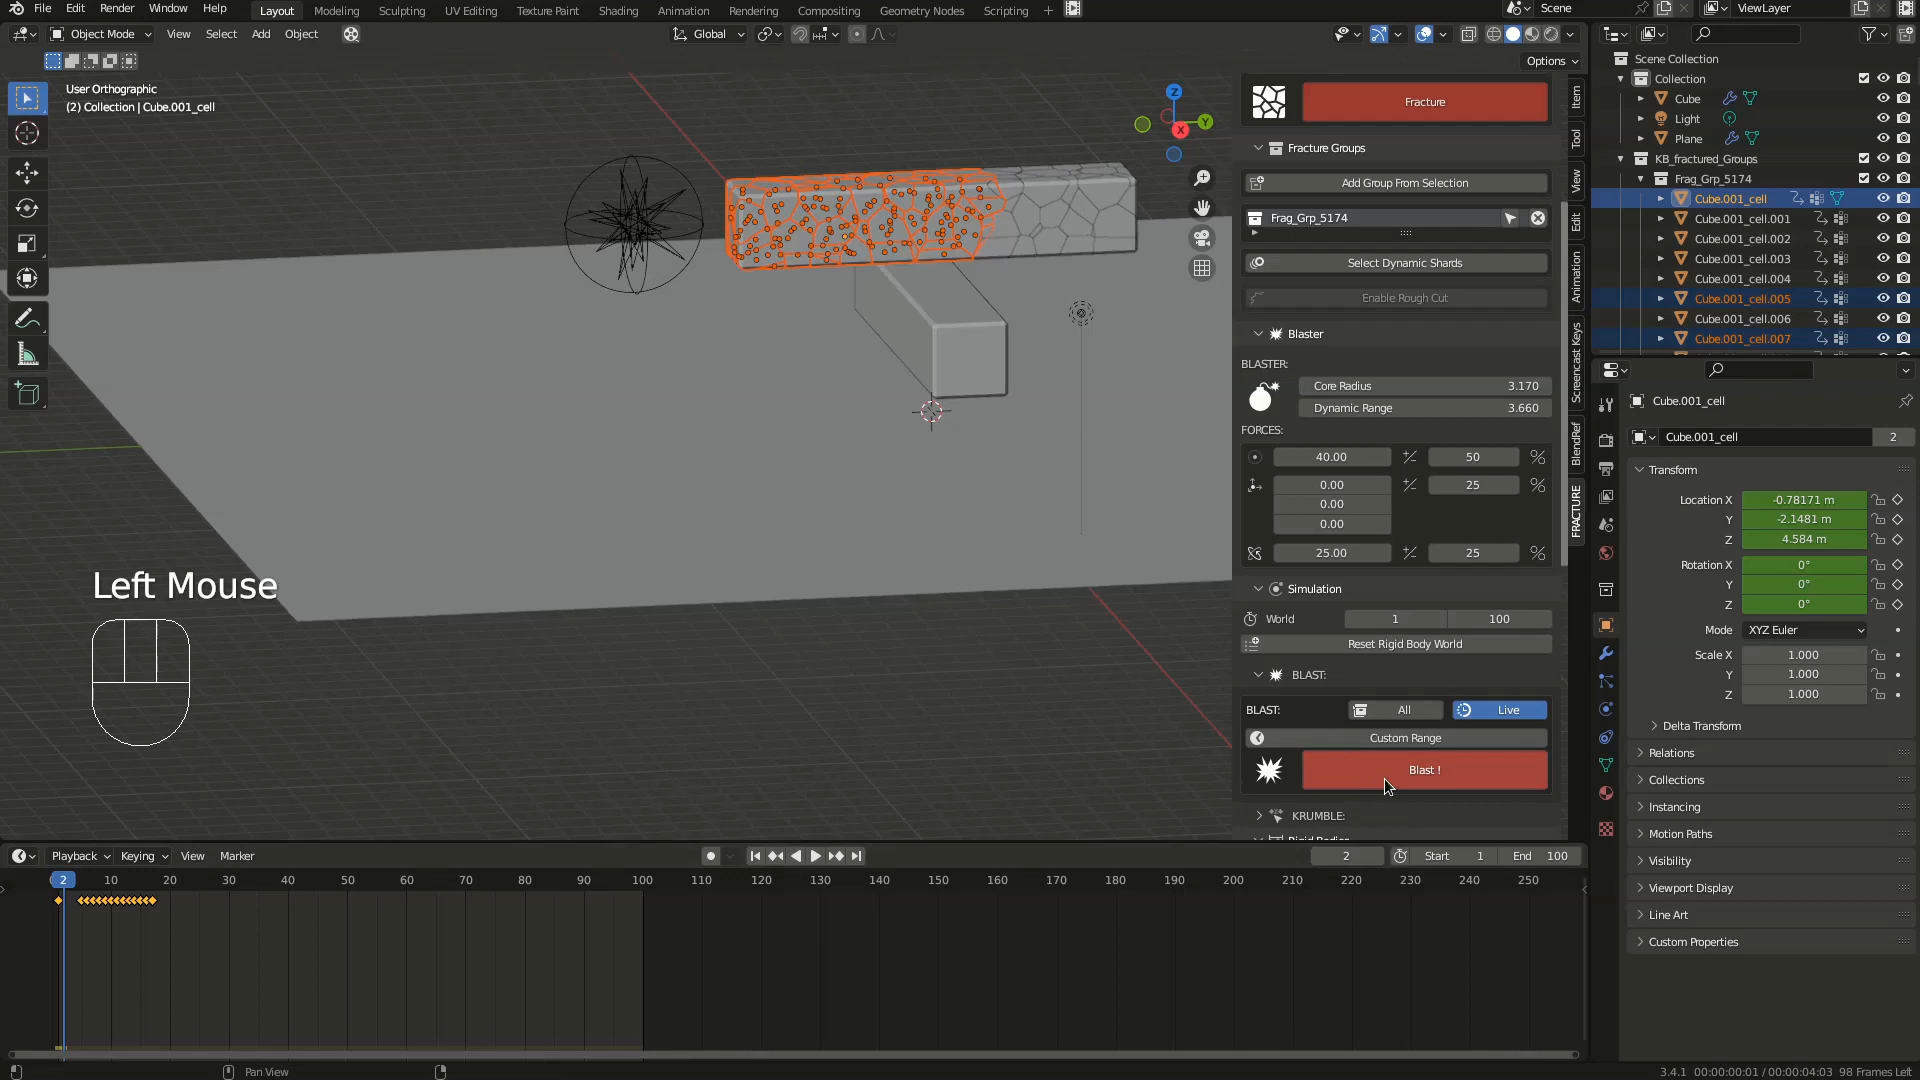 File Edit Render Window Help Layout Modeling Sculpting UV Editing Texture Paint Shading Animation Rendering Compositing Geometry Nodes Scripting + Scene ViewLayer
Object Mode View Select Add Object Global
Options
User Orthographic
(2) Collection | Cube.001_cell
Z
Y
X
Left Mouse
Fracture
Fracture Groups
Add Group From Selection
Frag_Grp_5174
Select Dynamic Shards
Enable Rough Cut
Blaster
BLASTER:
Core Radius 3.170
Dynamic Range 3.660
FORCES:
40.00 +/- 50 %
0.00 +/- 25 %
0.00
0.00
25.00 +/- 25 %
Simulation
World 1 100
Reset Rigid Body World
BLAST:
BLAST: All Live
Custom Range
Blast !
KRUMBLE:
Item
Tool
View
Edit
Animation
Screencast Keys
BlendRef
FRACTURE
Scene Collection
Collection
Cube
Light
Plane
KB_fractured_Groups
Frag_Grp_5174
Cube.001_cell
Cube.001_cell.001
Cube.001_cell.002
Cube.001_cell.003
Cube.001_cell.004
Cube.001_cell.005
Cube.001_cell.006
Cube.001_cell.007
Cube.001_cell
Cube.001_cell 2
Transform
Location X -0.78171 m
Y -2.1481 m
Z 4.584 m
Rotation X 0°
Y 0°
Z 0°
Mode XYZ Euler
Scale X 1.000
Y 1.000
Z 1.000
Delta Transform
Relations
Collections
Instancing
Motion Paths
Visibility
Viewport Display
Line Art
Custom Properties
Playback Keying View Marker 2 Start 1 End 100
2 10 20 30 40 50 60 70 80 90 100 110 120 130 140 150 160 170 180 190 200 210 220 230 240 250
Pan View 3.4.1 00:00:00:01 / 00:00:04:03 98 Frames Left